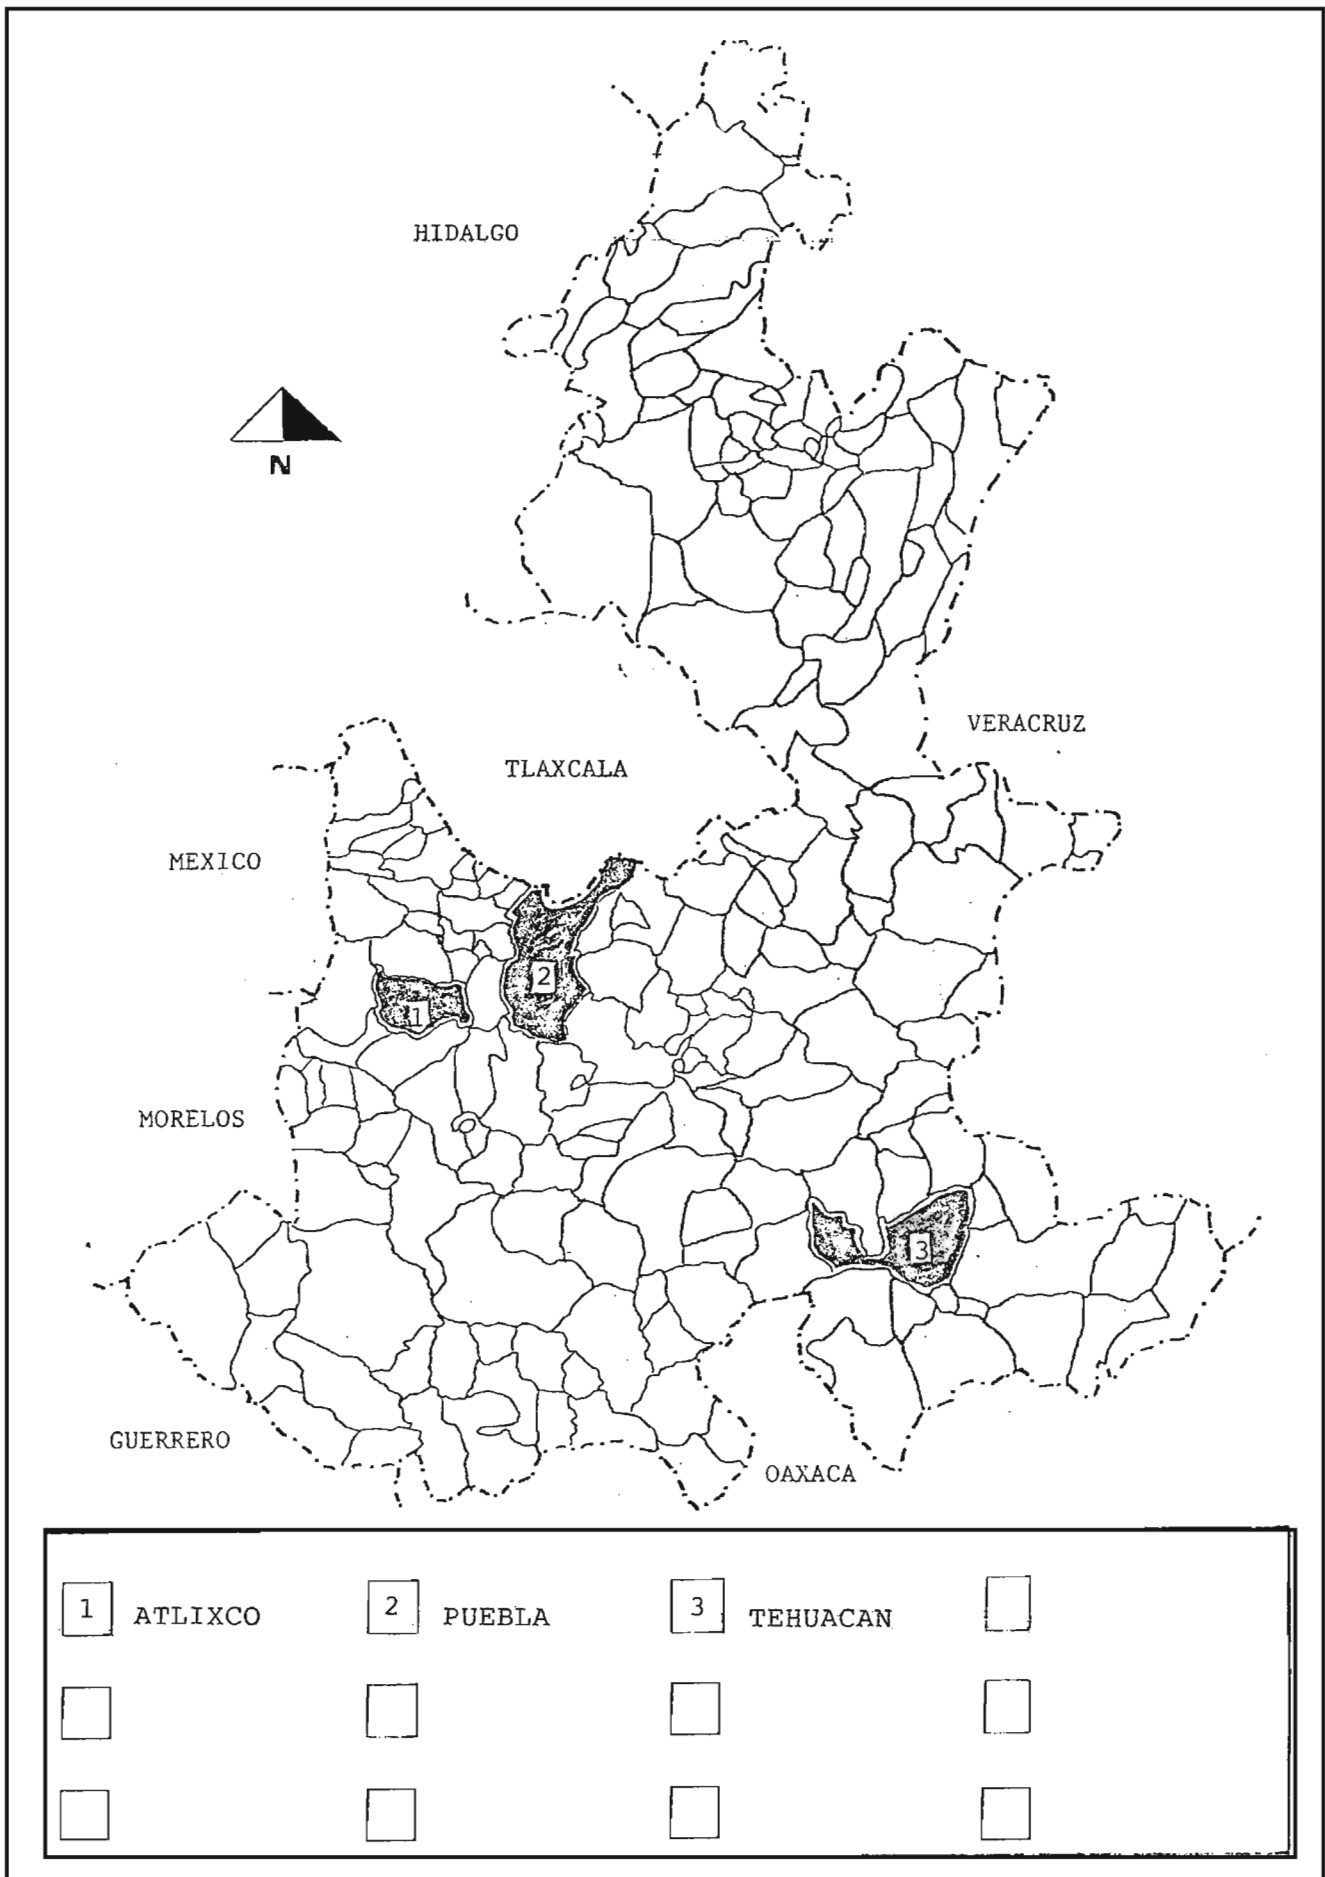 HIDALGO
N
VERACRUZ
TLAXCALA
MEXICO
2
1
MORELOS
3
GUERRERO
OAXACA
1 ATLIXCO 2 PUEBLA 3 TEHUACAN